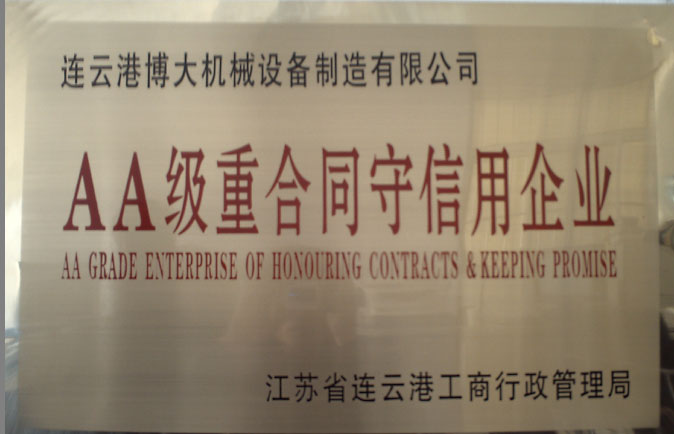 连云港博大机械设备制造有限公司
AA级重合同守信用企业
AA GRADE ENTERPRISE OF HONOURING CONTRACTS & KEEPING PROMISE
江苏省连云港工商行政管理局